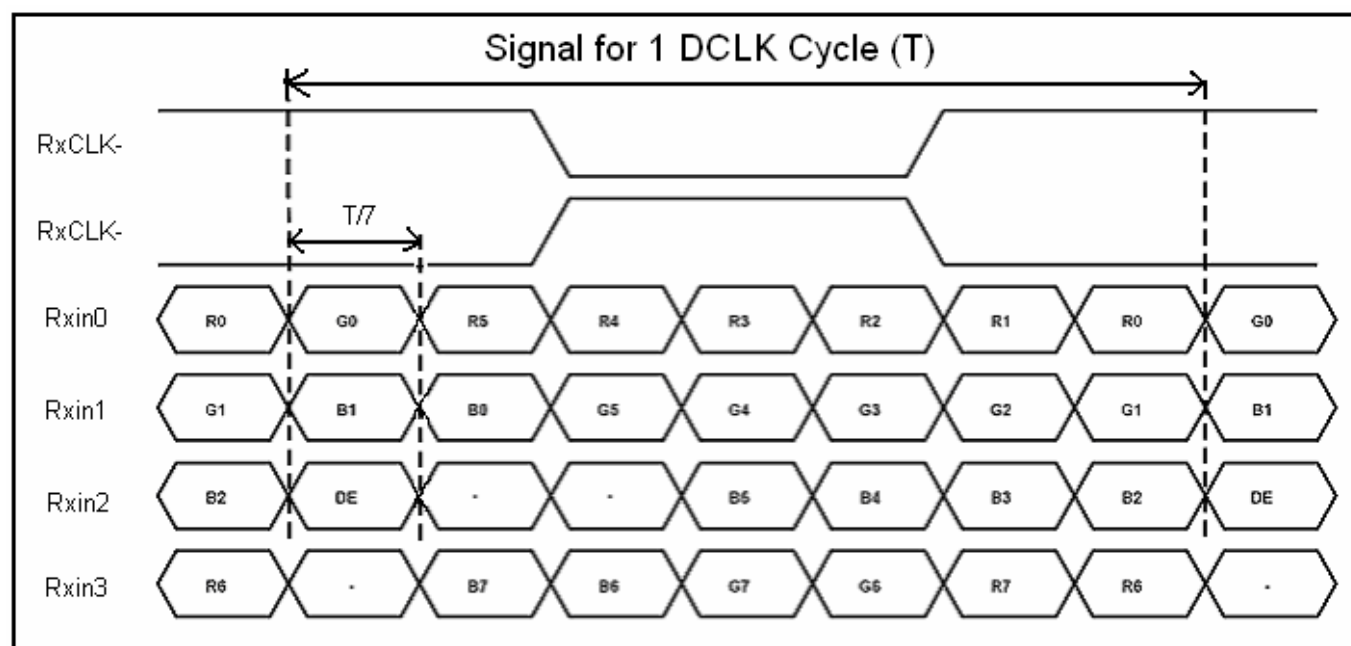 Signal for 1 DCLK Cycle (T)
RxCLK-
T/7
RxCLK-
Rxin0 R0 G0 R5 R4 R3 R2 R1 R0 G0
Rxin1 G1 B1 B0 G5 G4 G3 G2 G1 B1
Rxin2 B2 DE - - B5 B4 B3 B2 DE
Rxin3 R6 - B7 B6 G7 G6 R7 R6 -